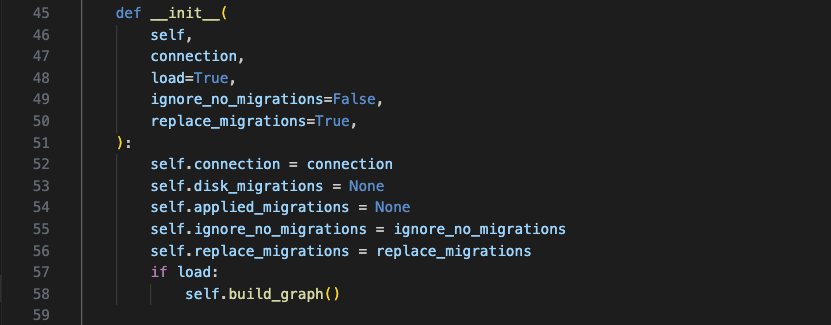 45 def __init__(
46 self,
47 connection,
48 load=True,
49 ignore_no_migrations=False,
50 replace_migrations=True,
51 ):
52 self.connection = connection
53 self.disk_migrations = None
54 self.applied_migrations = None
55 self.ignore_no_migrations = ignore_no_migrations
56 self.replace_migrations = replace_migrations
57 if load:
58 self.build_graph()
59